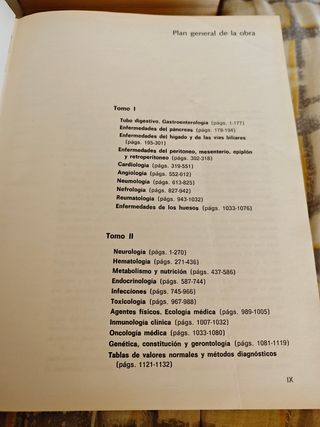 Plan general de la obra
Tomo I
Tubo digestivo. Gastroenterología (págs. 1-177)
Enfermedades del páncreas (págs. 179-194)
Enfermedades del hígado y de las vías biliares
(págs. 195-301)
Enfermedades del peritoneo, mesenterio, epiplón
y retroperitoneo (págs. 302-318)
Cardiología (págs. 319-551)
Angiología (págs. 552-612)
Neumología (págs. 613-825)
Nefrología (págs. 827-942)
Reumatología (págs. 943-1032)
Enfermedades de los huesos (págs. 1033-1076)
Tomo II
Neurología (págs. 1-270)
Hematología (págs. 271-436)
Metabolismo y nutrición (págs. 437-586)
Endocrinología (págs. 587-744)
Infecciones (págs. 745-966)
Toxicología (págs. 967-988)
Agentes físicos. Ecología médica (págs. 989-1005)
Inmunología clínica (págs. 1007-1032)
Oncología médica (págs. 1033-1080)
Genética, constitución y gerontología (págs. 1081-1119)
Tablas de valores normales y métodos diagnósticos
(págs. 1121-1132)
IX